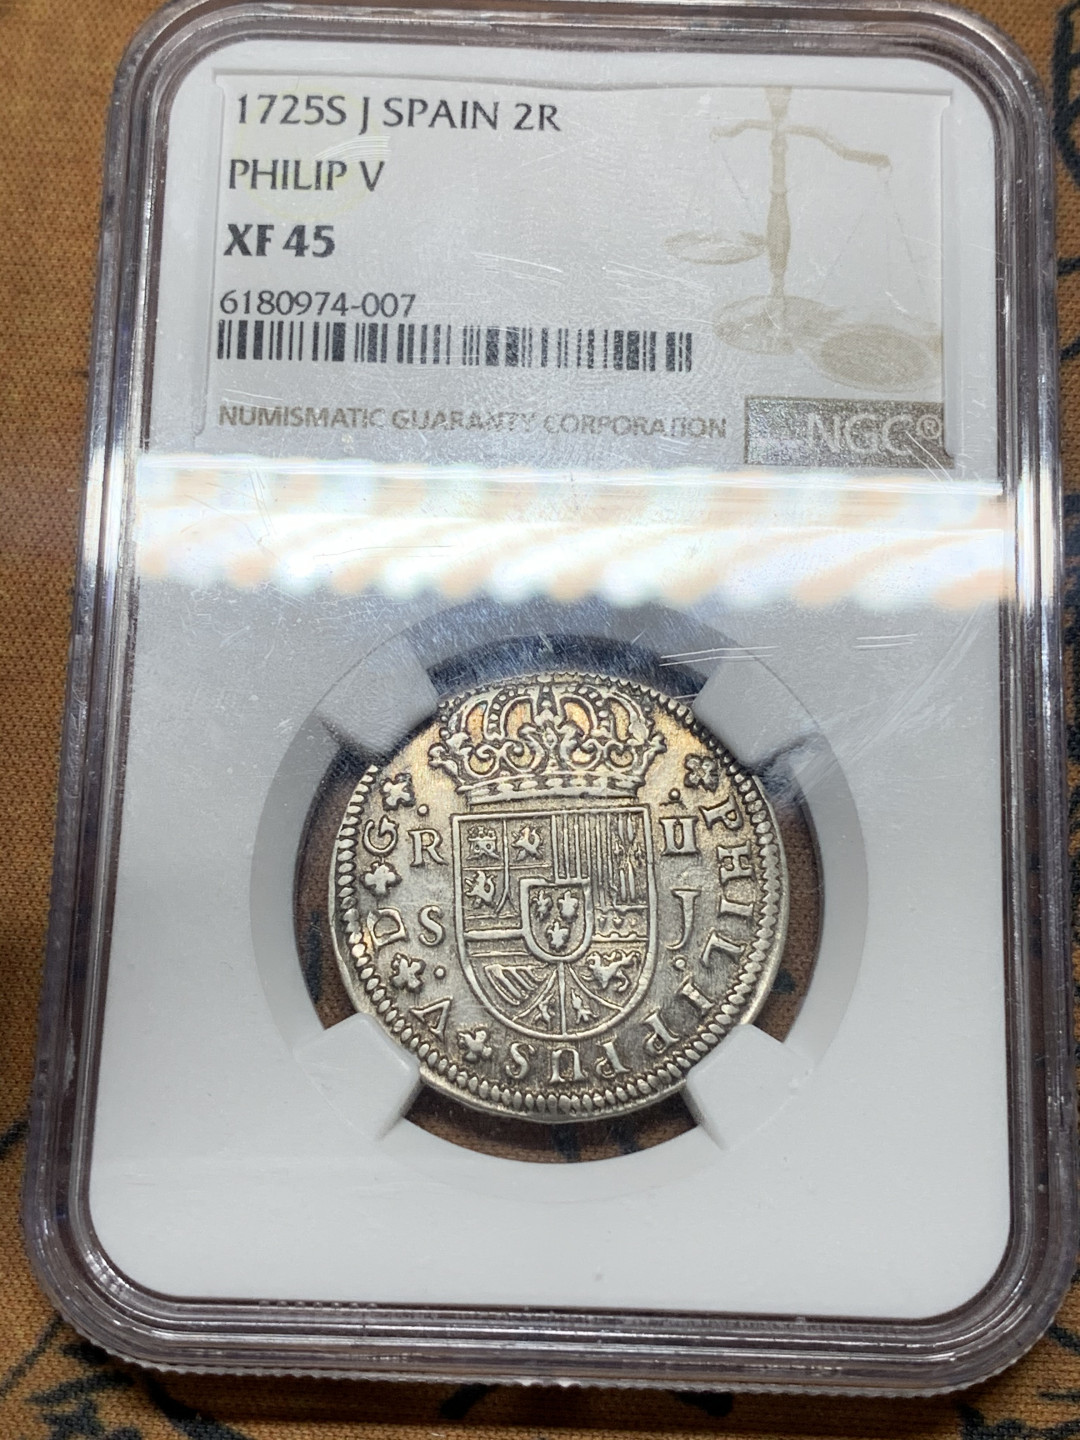 1725S J SPAIN 2R
PHILIP V
XF 45
6180974-007
NUMISMATIC GUARANTY CORPORATION
NGC®
PHILIPPUS V D G
R II
S J